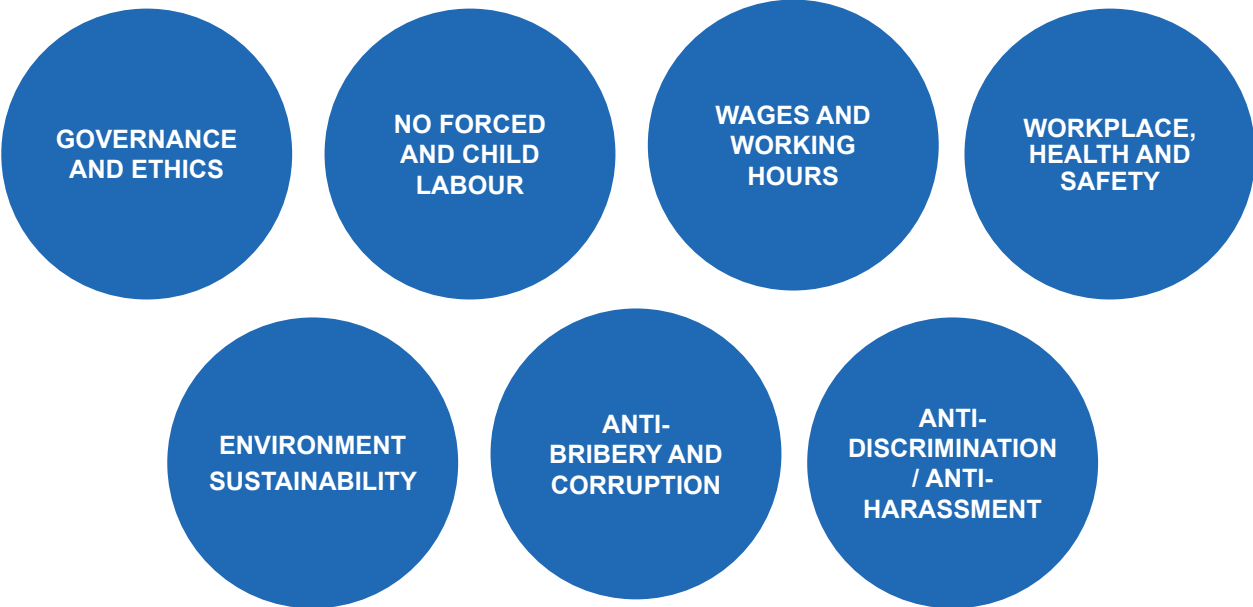 GOVERNANCE
AND ETHICS
NO FORCED
AND CHILD
LABOUR
WAGES AND
WORKING
HOURS
WORKPLACE,
HEALTH AND
SAFETY
ENVIRONMENT
SUSTAINABILITY
ANTI-
BRIBERY AND
CORRUPTION
ANTI-
DISCRIMINATION
/ ANTI-
HARASSMENT